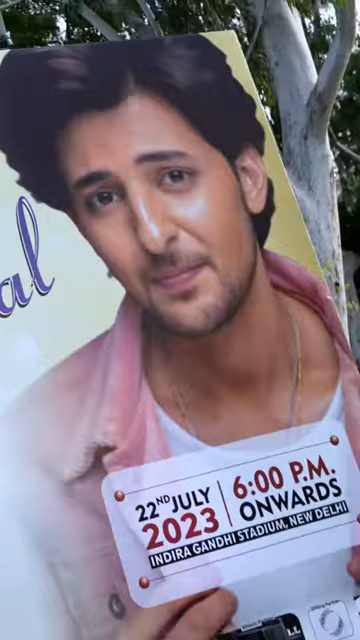 al
22ND JULY
2023
6:00 P.M.
ONWARDS
INDIRA GANDHI STADIUM, NEW DELHI